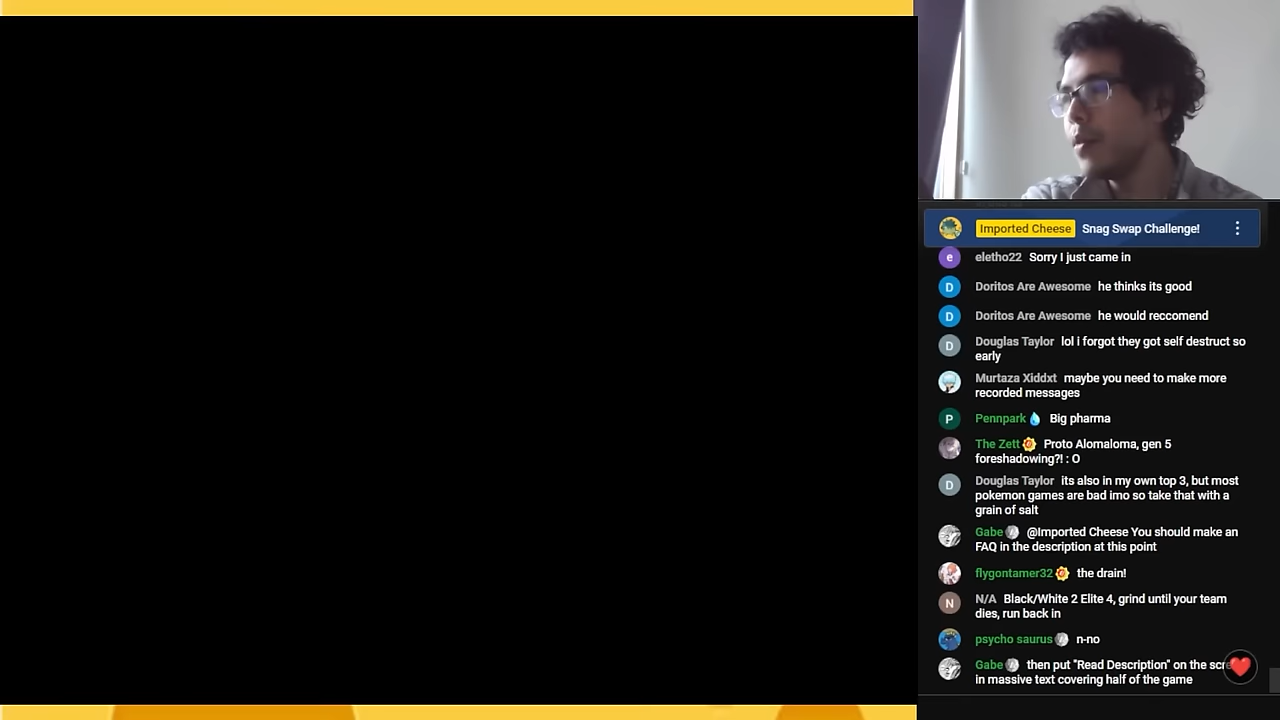 Imported Cheese Snag Swap Challenge!
e eletho22 Sorry I just came in
D Doritos Are Awesome he thinks its good
D Doritos Are Awesome he would reccomend
D Douglas Taylor lol i forgot they got self destruct so
early
Murtaza Xiddxt maybe you need to make more
recorded messages
P Pennpark Big pharma
The Zett Proto Alomaloma, gen 5
foreshadowing?! : O
D Douglas Taylor its also in my own top 3, but most
pokemon games are bad imo so take that with a
grain of salt
Gabe @Imported Cheese You should make an
FAQ in the description at this point
flygontamer32 the drain!
N N/A Black/White 2 Elite 4, grind until your team
dies, run back in
psycho saurus n-no
Gabe then put "Read Description" on the
in massive text covering half of the game